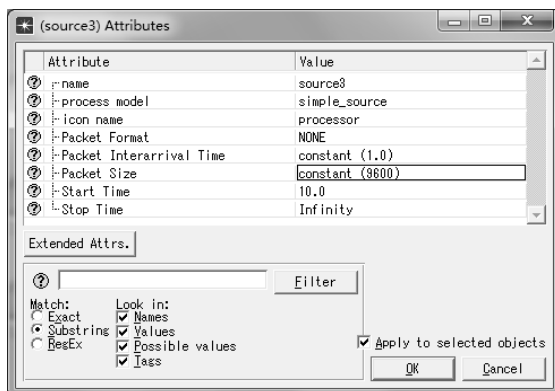 (source3) Attributes
Attribute Value
name source3
process model simple_source
icon name processor
Packet Format NONE
Packet Interarrival Time constant (1.0)
Packet Size constant (9600)
Start Time 10.0
Stop Time Infinity
Extended Attrs.
Filter
Match: Look in:
Exact Names
Substring Values
RegEx Possible values
Tags
Apply to selected objects
OK Cancel